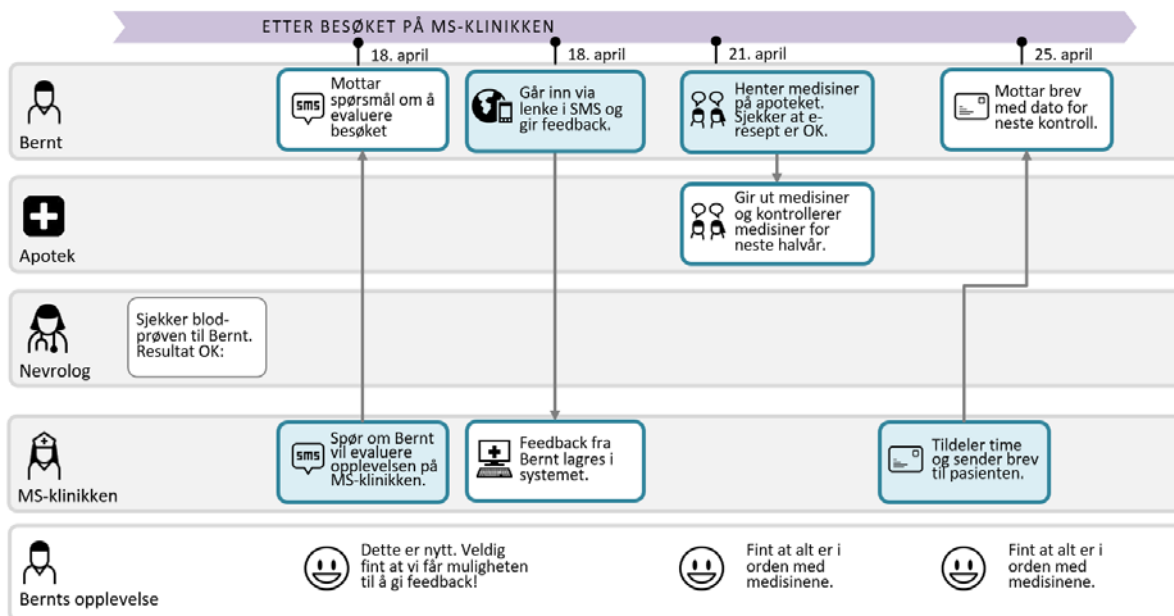 ETTER BESØKET PÅ MS-KLINIKKEN
18. april
18. april
21. april
25. april
Bernt
sms
Mottar
spørsmål om å
evaluere
besøket
Går inn via
lenke i SMS og
gir feedback.
Henter medisiner
på apoteket.
Sjekker at e-
resept er OK.
Mottar brev
med dato for
neste kontroll.
Apotek
Gir ut medisiner
og kontrollerer
medisiner for
neste halvår.
Nevrolog
Sjekker blod-
prøven til Bernt.
Resultat OK:
MS-klinikken
sms
Spør om Bernt
vil evaluere
opplevelsen på
MS-klinikken.
Feedback fra
Bernt lagres i
systemet.
Tildeler time
og sender brev
til pasienten.
Bernts opplevelse
Dette er nytt. Veldig
fint at vi får muligheten
til å gi feedback!
Fint at alt er i
orden med
medisinene.
Fint at alt er i
orden med
medisinene.